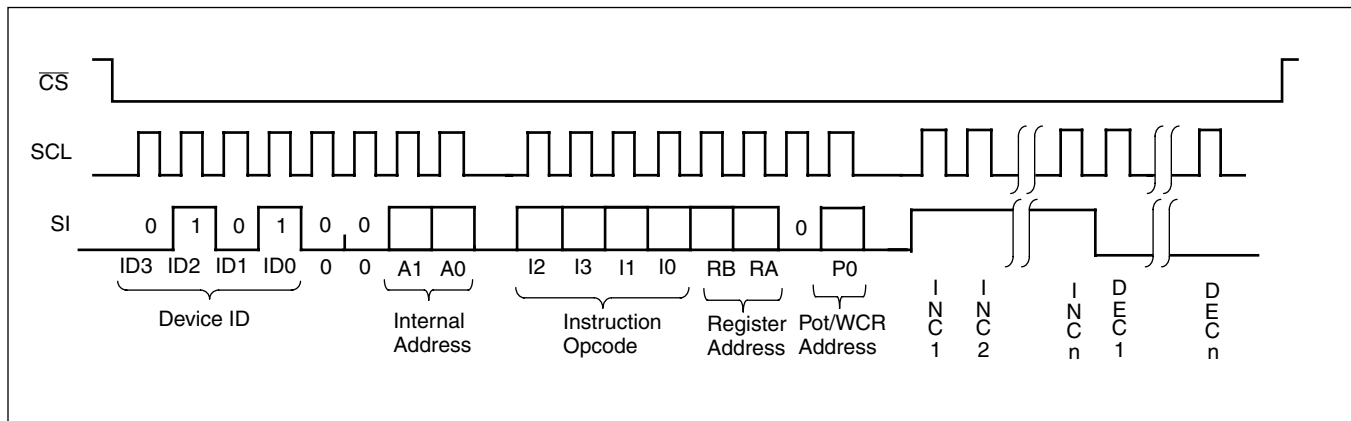 CS
SCL
SI
0 1 0 1 0 0 0
ID3 ID2 ID1 ID0 0 0 A1 A0 I2 I3 I1 I0 RB RA P0
Device ID
Internal
Address
Instruction
Opcode
Register
Address
Pot/WCR
Address
INC1
INC2
INCn
DEC1
DECn